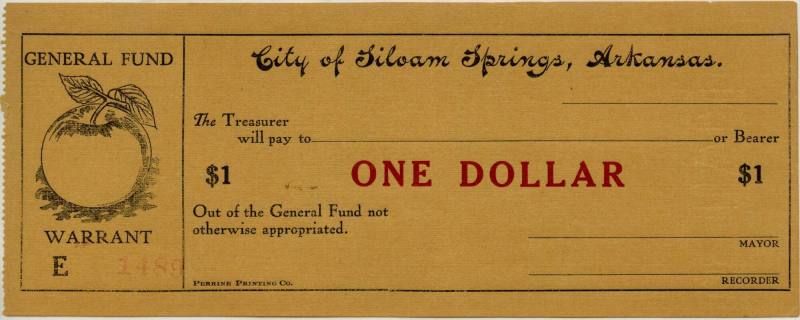 GENERAL FUND
WARRANT
E 1489
City of Siloam Springs, Arkansas.
The Treasurer
will pay to or Bearer
$1 ONE DOLLAR $1
Out of the General Fund not
otherwise appropriated.
MAYOR
RECORDER
PERRINE PRINTING CO.